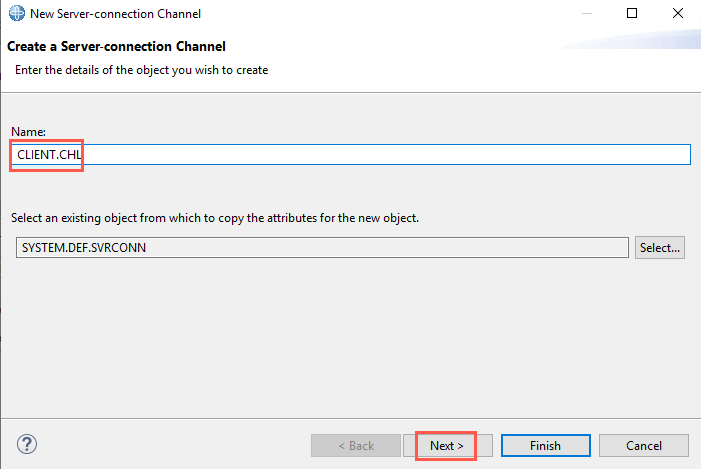 New Server-connection Channel
Create a Server-connection Channel
Enter the details of the object you wish to create
Name:
CLIENT.CHL
Select an existing object from which to copy the attributes for the new object.
SYSTEM.DEF.SVRCONN
Select...
?
< Back
Next >
Finish
Cancel